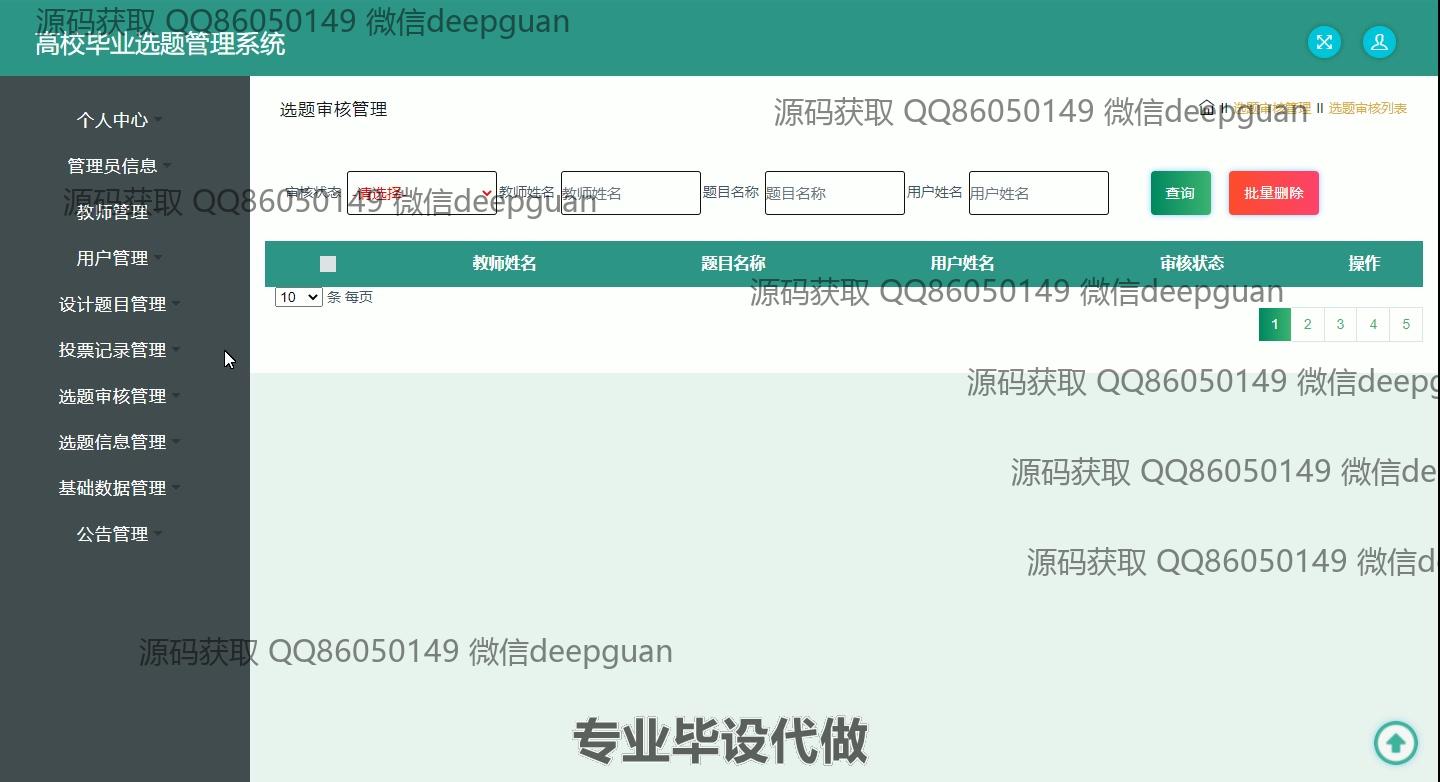 源码获取 QQ86050149 微信deepguan
高校毕业选题管理系统
个人中心
管理员信息
教师管理
用户管理
设计题目管理
投票记录管理
选题审核管理
选题信息管理
基础数据管理
公告管理
选题审核管理
源码获取 QQ86050149 微信deepguan
II 选题审核管理 II 选题审核列表
审核状态 -请选择- 教师姓名 教师姓名 题目名称 题目名称 用户姓名 用户姓名 查询 批量删除
源码获取 QQ86050149 微信deepguan
教师姓名 题目名称 用户姓名 审核状态 操作
10 条 每页
源码获取 QQ86050149 微信deepguan
1 2 3 4 5
源码获取 QQ86050149 微信deepg
源码获取 QQ86050149 微信de
源码获取 QQ86050149 微信d
源码获取 QQ86050149 微信deepguan
专业毕设代做